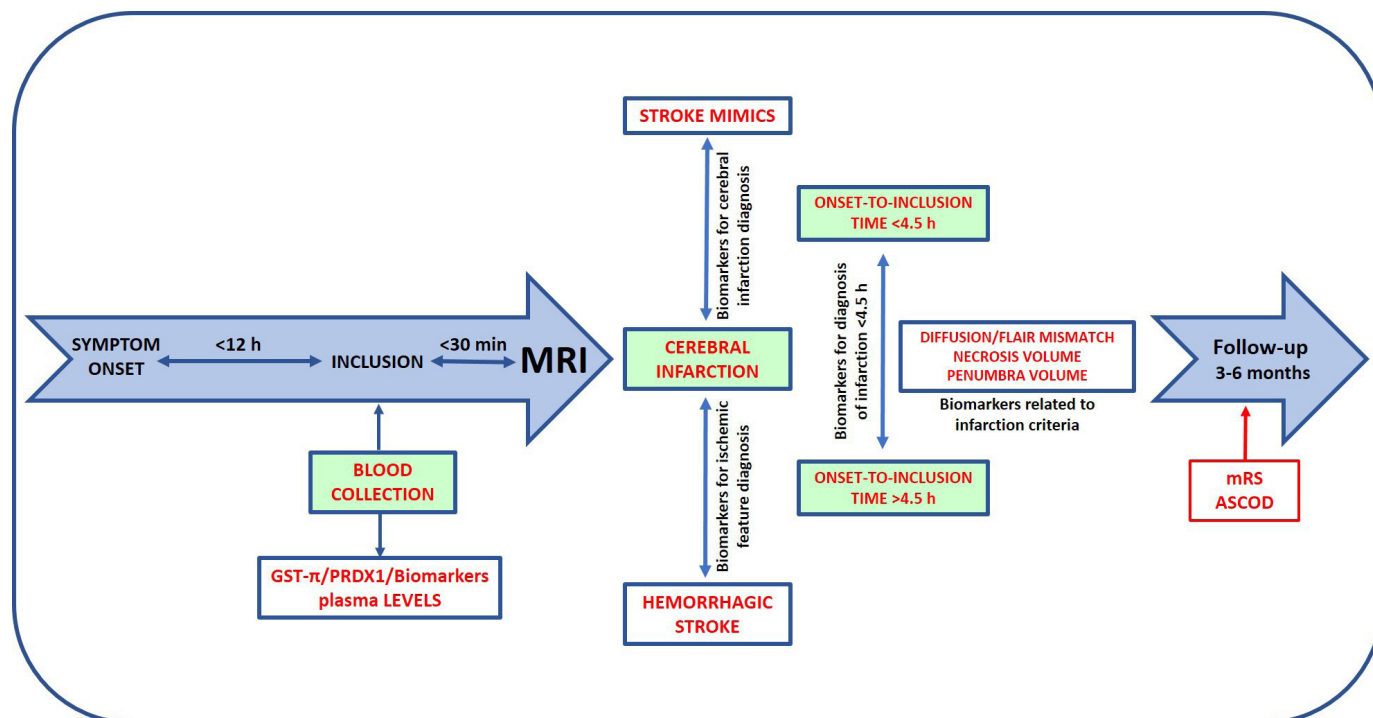 SYMPTOM
ONSET
<12 h
INCLUSION
<30 min
MRI
BLOOD
COLLECTION
GST-π/PRDX1/Biomarkers
plasma LEVELS
STROKE MIMICS
Biomarkers for cerebral
infarction diagnosis
CEREBRAL
INFARCTION
Biomarkers for ischemic
feature diagnosis
HEMORRHAGIC
STROKE
ONSET-TO-INCLUSION
TIME <4.5 h
Biomarkers for diagnosis
of infarction <4.5 h
ONSET-TO-INCLUSION
TIME >4.5 h
DIFFUSION/FLAIR MISMATCH
NECROSIS VOLUME
PENUMBRA VOLUME
Biomarkers related to
infarction criteria
Follow-up
3-6 months
mRS
ASCOD